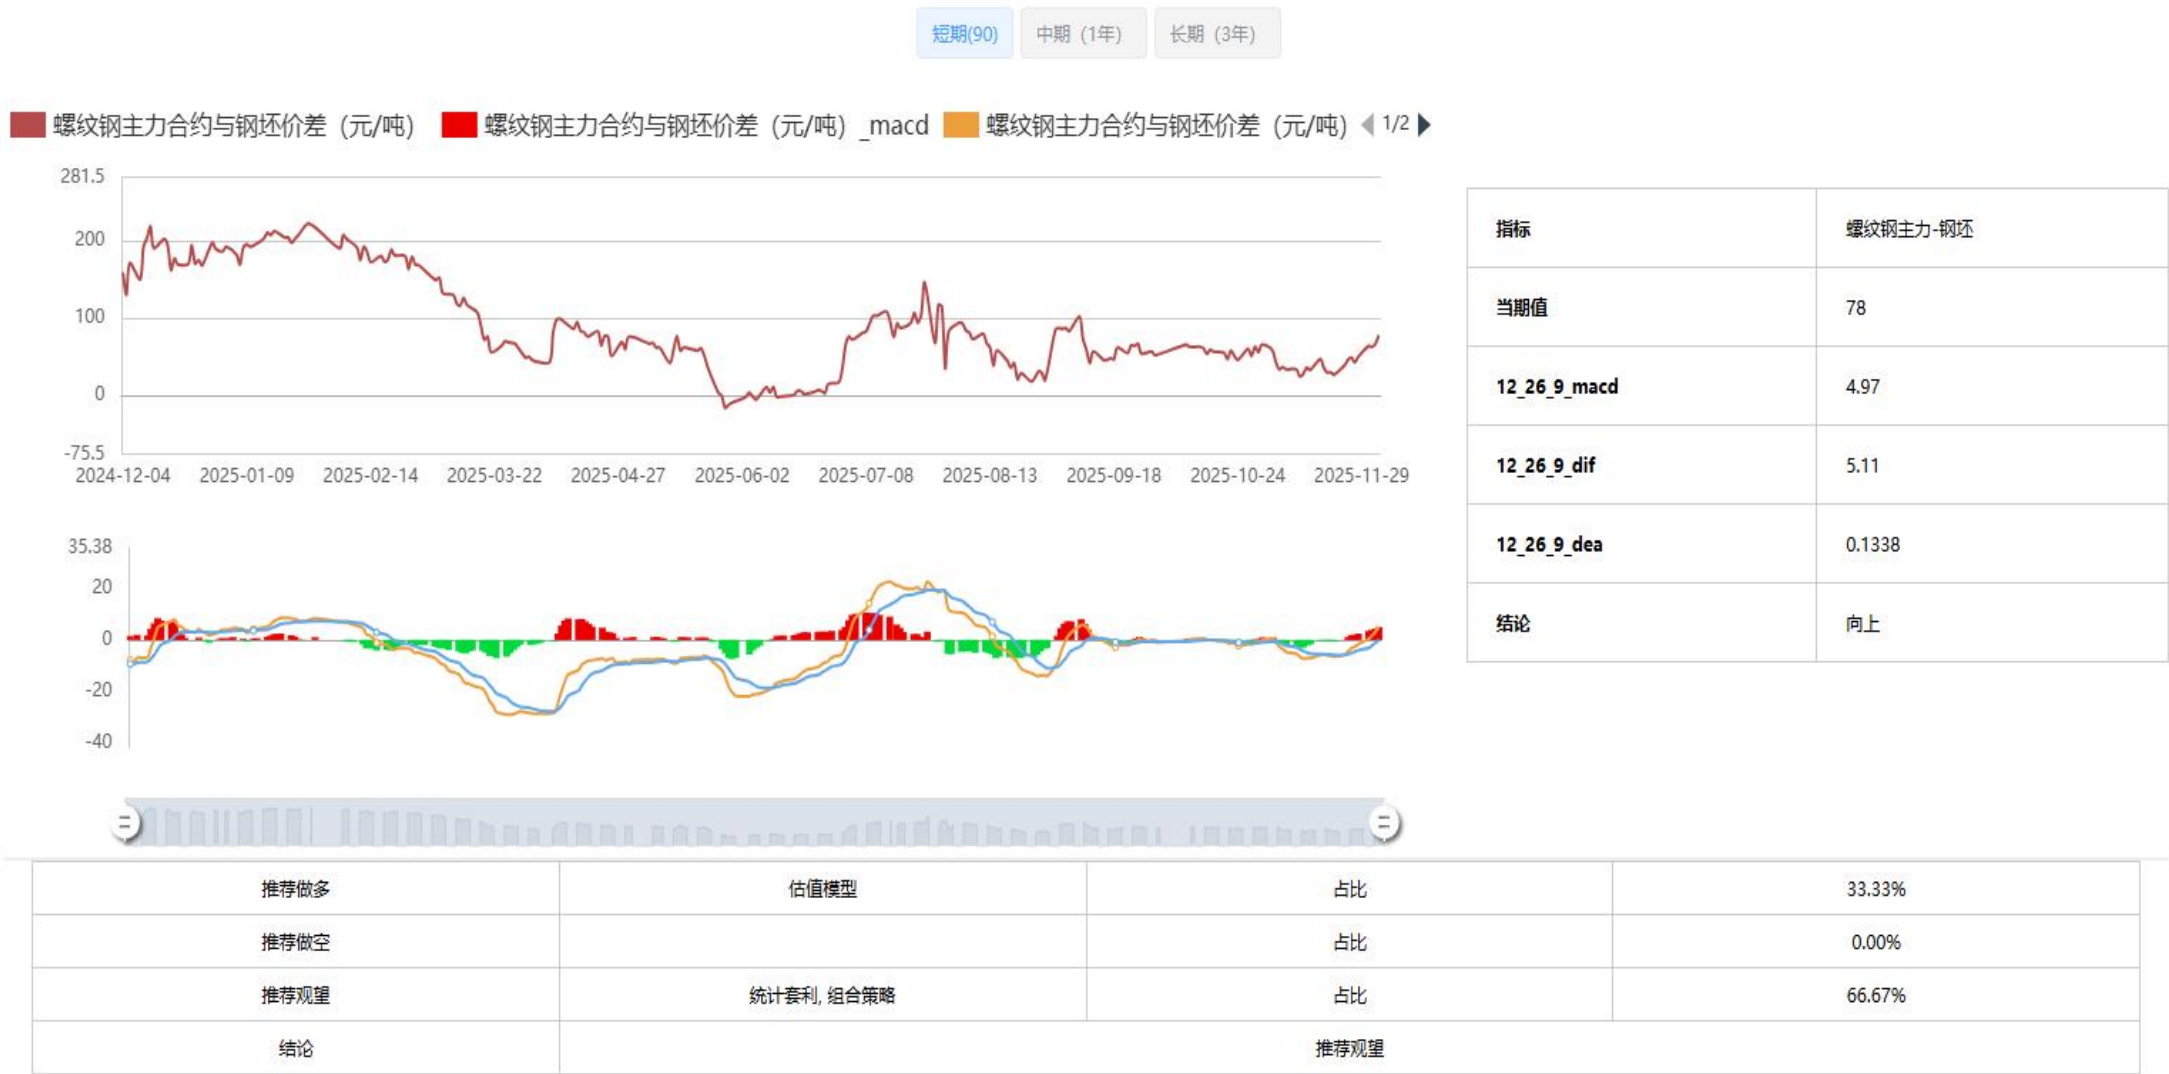 短期(90) 中期（1年） 长期（3年）
螺纹钢主力合约与钢坯价差（元/吨） 螺纹钢主力合约与钢坯价差（元/吨）_macd 螺纹钢主力合约与钢坯价差（元/吨） 1/2
281.5
200
100
0
-75.5
2024-12-04 2025-01-09 2025-02-14 2025-03-22 2025-04-27 2025-06-02 2025-07-08 2025-08-13 2025-09-18 2025-10-24 2025-11-29
35.38
20
0
-20
-40
指标 螺纹钢主力-钢坯
当期值 78
12_26_9_macd 4.97
12_26_9_dif 5.11
12_26_9_dea 0.1338
结论 向上
推荐做多 估值模型 占比 33.33%
推荐做空 占比 0.00%
推荐观望 统计套利, 组合策略 占比 66.67%
结论 推荐观望